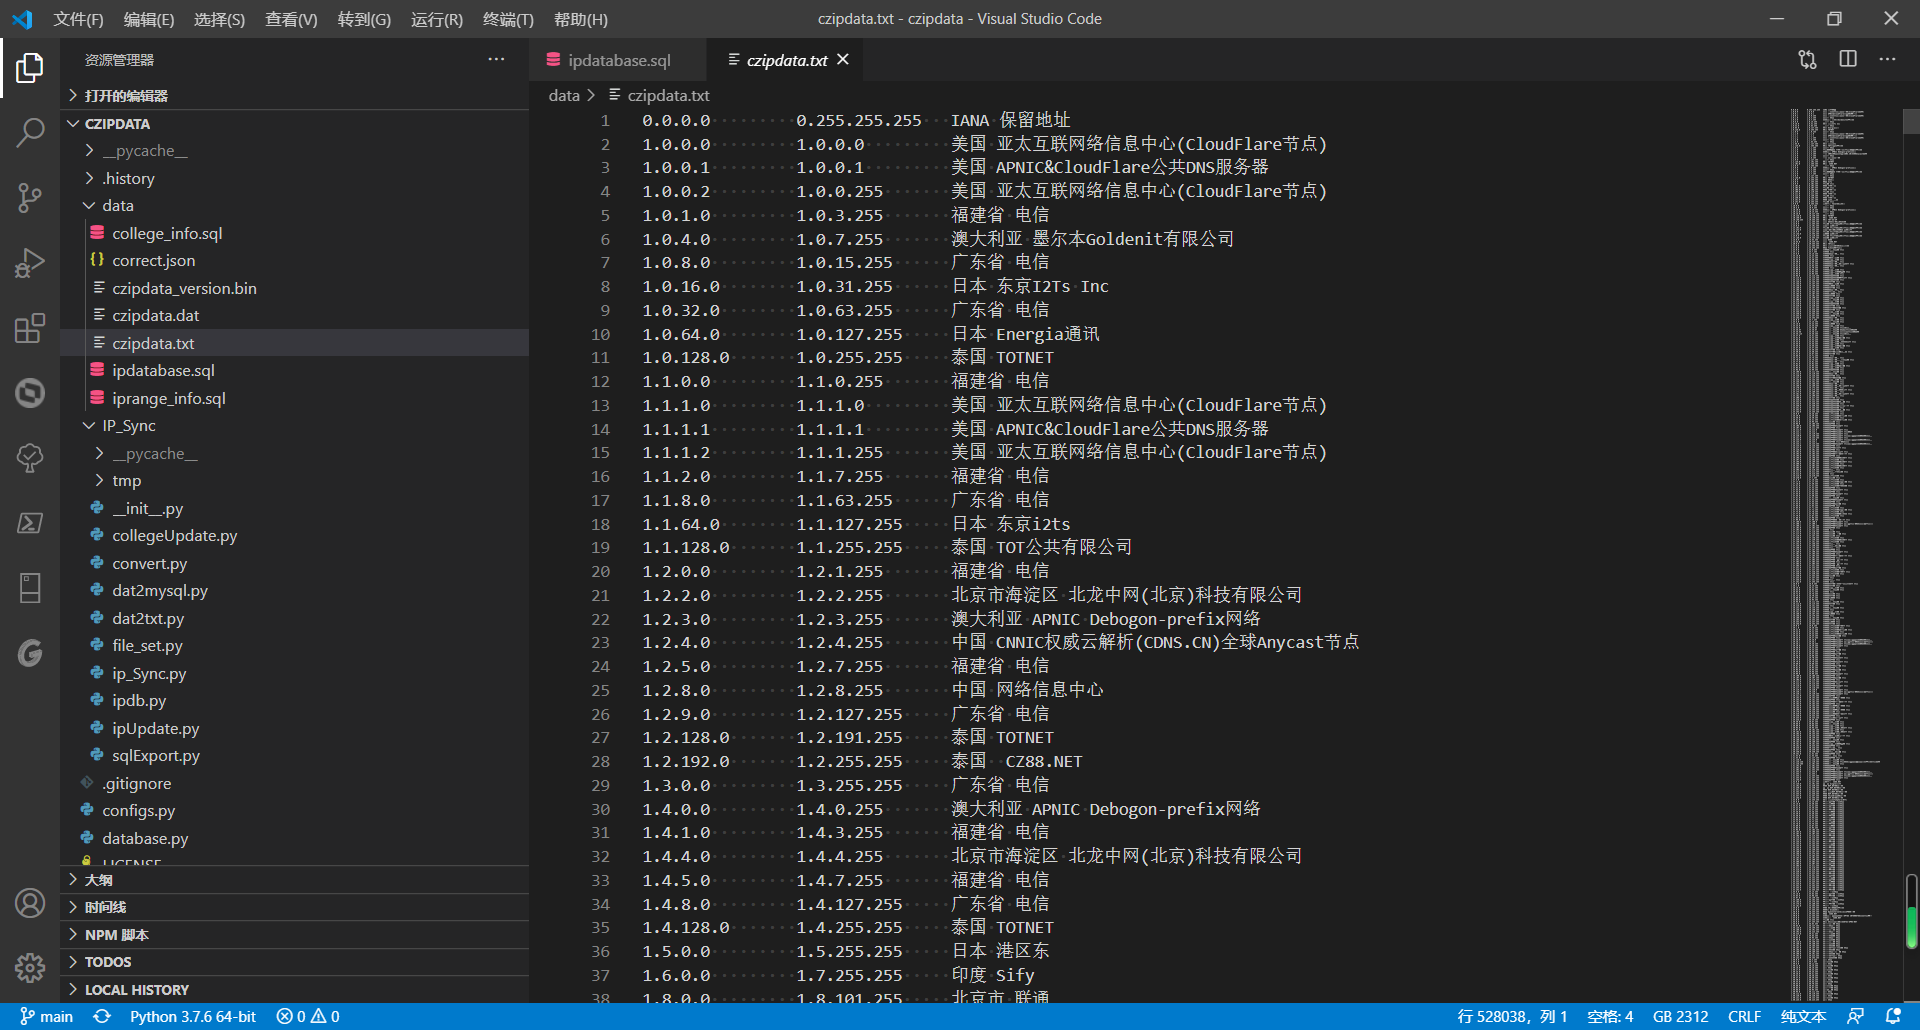 文件(F) 编辑(E) 选择(S) 查看(V) 转到(G) 运行(R) 终端(T) 帮助(H) czipdata.txt - czipdata - Visual Studio Code
资源管理器
打开的编辑器
CZIPDATA
__pycache__
.history
data
college_info.sql
correct.json
czipdata_version.bin
czipdata.dat
czipdata.txt
ipdatabase.sql
iprange_info.sql
IP_Sync
__pycache__
tmp
__init__.py
collegeUpdate.py
convert.py
dat2mysql.py
dat2txt.py
file_set.py
ip_Sync.py
ipdb.py
ipUpdate.py
sqlExport.py
.gitignore
configs.py
database.py
LICENSE
大纲
时间线
NPM 脚本
TODOS
LOCAL HISTORY
ipdatabase.sql czipdata.txt
data > czipdata.txt
1 0.0.0.0 0.255.255.255 IANA 保留地址
2 1.0.0.0 1.0.0.0 美国 亚太互联网络信息中心(CloudFlare节点)
3 1.0.0.1 1.0.0.1 美国 APNIC&CloudFlare公共DNS服务器
4 1.0.0.2 1.0.0.255 美国 亚太互联网络信息中心(CloudFlare节点)
5 1.0.1.0 1.0.3.255 福建省 电信
6 1.0.4.0 1.0.7.255 澳大利亚 墨尔本Goldenit有限公司
7 1.0.8.0 1.0.15.255 广东省 电信
8 1.0.16.0 1.0.31.255 日本 东京I2Ts Inc
9 1.0.32.0 1.0.63.255 广东省 电信
10 1.0.64.0 1.0.127.255 日本 Energia通讯
11 1.0.128.0 1.0.255.255 泰国 TOTNET
12 1.1.0.0 1.1.0.255 福建省 电信
13 1.1.1.0 1.1.1.0 美国 亚太互联网络信息中心(CloudFlare节点)
14 1.1.1.1 1.1.1.1 美国 APNIC&CloudFlare公共DNS服务器
15 1.1.1.2 1.1.1.255 美国 亚太互联网络信息中心(CloudFlare节点)
16 1.1.2.0 1.1.7.255 福建省 电信
17 1.1.8.0 1.1.63.255 广东省 电信
18 1.1.64.0 1.1.127.255 日本 东京i2ts
19 1.1.128.0 1.1.255.255 泰国 TOT公共有限公司
20 1.2.0.0 1.2.1.255 福建省 电信
21 1.2.2.0 1.2.2.255 北京市海淀区 北龙中网(北京)科技有限公司
22 1.2.3.0 1.2.3.255 澳大利亚 APNIC Debogon-prefix网络
23 1.2.4.0 1.2.4.255 中国 CNNIC权威云解析(CDNS.CN)全球Anycast节点
24 1.2.5.0 1.2.7.255 福建省 电信
25 1.2.8.0 1.2.8.255 中国 网络信息中心
26 1.2.9.0 1.2.127.255 广东省 电信
27 1.2.128.0 1.2.191.255 泰国 TOTNET
28 1.2.192.0 1.2.255.255 泰国 CZ88.NET
29 1.3.0.0 1.3.255.255 广东省 电信
30 1.4.0.0 1.4.0.255 澳大利亚 APNIC Debogon-prefix网络
31 1.4.1.0 1.4.3.255 福建省 电信
32 1.4.4.0 1.4.4.255 北京市海淀区 北龙中网(北京)科技有限公司
33 1.4.5.0 1.4.7.255 福建省 电信
34 1.4.8.0 1.4.127.255 广东省 电信
35 1.4.128.0 1.4.255.255 泰国 TOTNET
36 1.5.0.0 1.5.255.255 日本 港区东
37 1.6.0.0 1.7.255.255 印度 Sify
38 1.8.0.0 1.8.101.255 北京市 联通
main Python 3.7.6 64-bit 0 0 行 528038，列 1 空格: 4 GB 2312 CRLF 纯文本